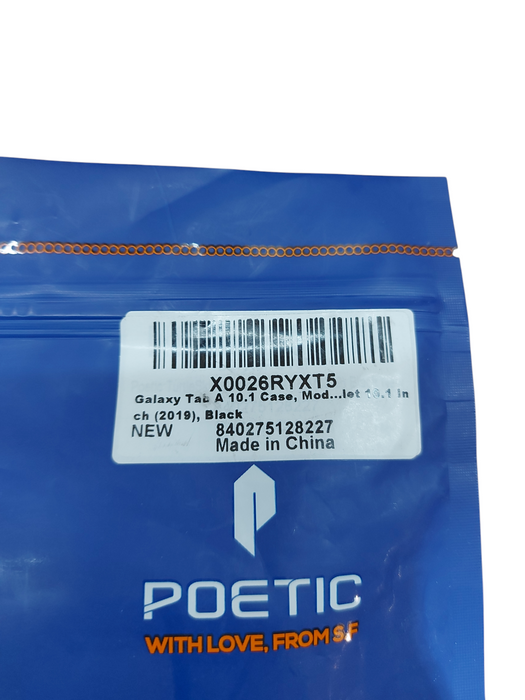 X0026RYXT5
Galaxy Tab A 10.1 Case, Mod...let 10.1 in
ch (2019), Black
NEW 840275128227
Made in China
POETIC
WITH LOVE, FROM S.F